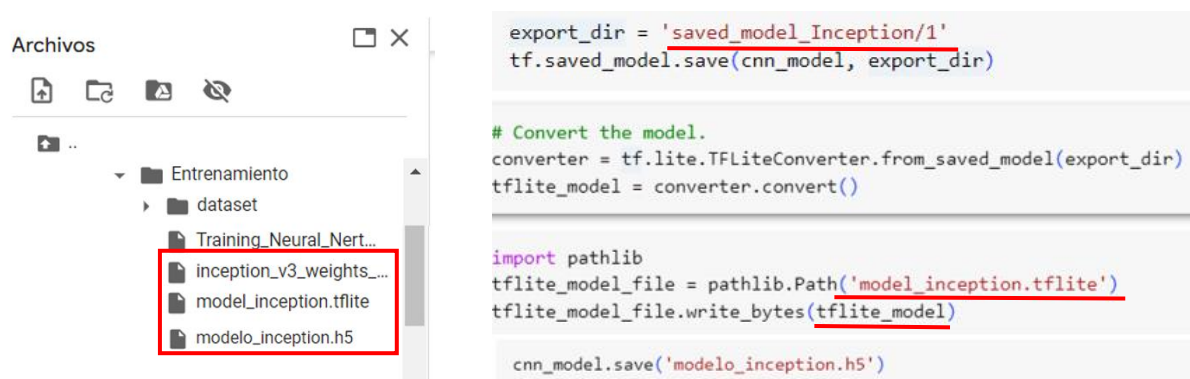 Archivos
..
Entrenamiento
dataset
Training_Neural_Nert...
inception_v3_weights_...
model_inception.tflite
modelo_inception.h5
export_dir = 'saved_model_Inception/1'
tf.saved_model.save(cnn_model, export_dir)
# Convert the model.
converter = tf.lite.TFLiteConverter.from_saved_model(export_dir)
tflite_model = converter.convert()
import pathlib
tflite_model_file = pathlib.Path('model_inception.tflite')
tflite_model_file.write_bytes(tflite_model)
cnn_model.save('modelo_inception.h5')